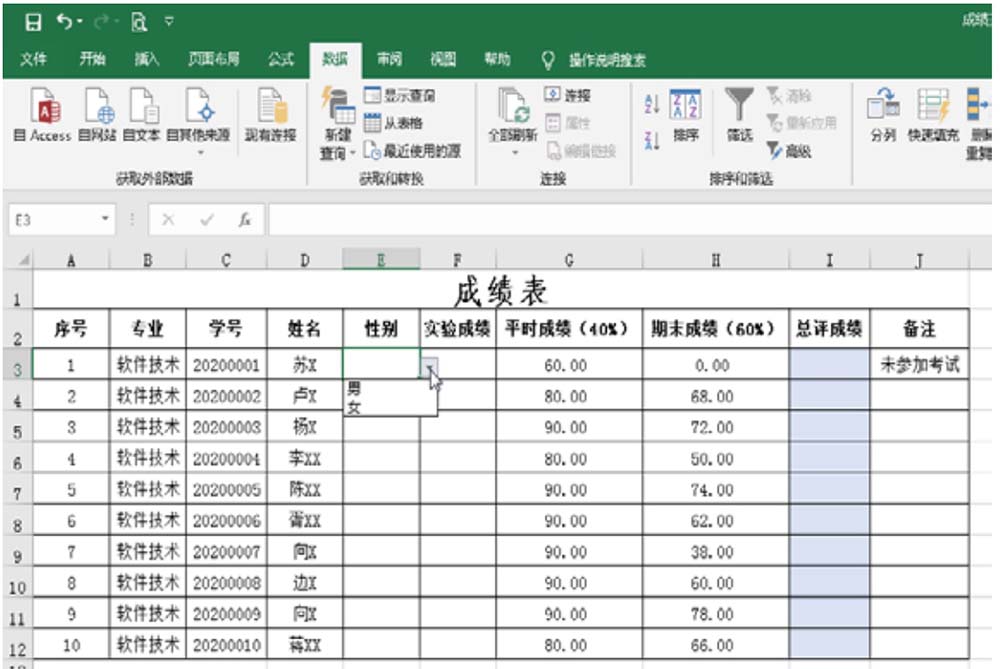 成绩
文件 开始 插入 页面布局 公式 数据 审阅 视图 帮助 操作说明搜索
自 Access 自网站 自文本 自其他来源 现有连接
获取外部数据
新建
查询
显示查询
从表格
最近使用的源
获取和转换
全部刷新
连接
属性
编辑链接
连接
排序
筛选
清除
重新应用
高级
排序和筛选
分列 快速填充 删除
重复
E3 fx
A B C D E F G H I J
1 成绩表
2 序号 专业 学号 姓名 性别 实验成绩 平时成绩(40%) 期末成绩(60%) 总评成绩 备注
3 1 软件技术 20200001 苏X 60.00 0.00 未参加考试
男
女
4 2 软件技术 20200002 卢X 80.00 68.00
5 3 软件技术 20200003 杨X 90.00 72.00
6 4 软件技术 20200004 李XX 80.00 50.00
7 5 软件技术 20200005 陈XX 90.00 74.00
8 6 软件技术 20200006 胥XX 90.00 62.00
9 7 软件技术 20200007 向X 90.00 38.00
10 8 软件技术 20200008 边X 90.00 60.00
11 9 软件技术 20200009 向X 90.00 78.00
12 10 软件技术 20200010 蒋XX 80.00 66.00